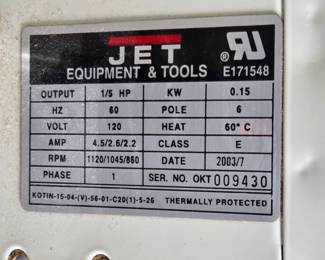 JET
EQUIPMENT & TOOLS
RU ®
E171548
OUTPUT 1/5 HP KW 0.15
HZ 60 POLE 6
VOLT 120 HEAT 60° C
AMP 4.5/2.6/2.2 CLASS E
RPM 1120/1045/860 DATE 2003/7
PHASE 1 SER. NO. OKT 009430
KOTIN-15-04-(V)-56-01-C20(1)-5-26 THERMALLY PROTECTED